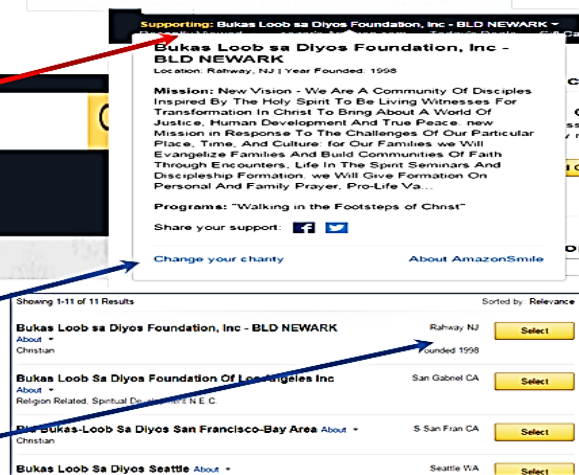 Supporting: Bukas Loob sa Diyos Foundation, Inc - BLD NEWARK
Bukas Loob sa Diyos Foundation, Inc -
BLD NEWARK
Location: Rahway, NJ | Year Founded: 1998
Mission: New Vision - We Are A Community Of Disciples
Inspired By The Holy Spirit To Be Living Witnesses For
Transformation In Christ To Bring About A World Of
Justice, Human Development And True Peace. new
Mission in Response To The Challenges Of Our Particular
Place, Time, And Culture: for Our Families we Will
Evangelize Families And Build Communities Of Faith
Through Encounters, Life In The Spirit Seminars And
Discipleship Formation. we Will Give Formation On
Personal And Family Prayer, Pro-Life Va...
Programs: "Walking in the Footsteps of Christ"
Share your support:
Change your charity About AmazonSmile
Showing 1-11 of 11 Results Sorted by: Relevance
Bukas Loob sa Diyos Foundation, Inc - BLD NEWARK Rahway NJ Select
About
Christian Founded 1998
Bukas Loob Sa Diyos Foundation Of Los Angeles Inc San Gabriel CA Select
About
Religion Related, Spiritual Development N.E.C.
Bld Bukas-Loob Sa Diyos San Francisco-Bay Area About S San Fran CA Select
Christian
Bukas Loob Sa Diyos Seattle About Seattle WA Select